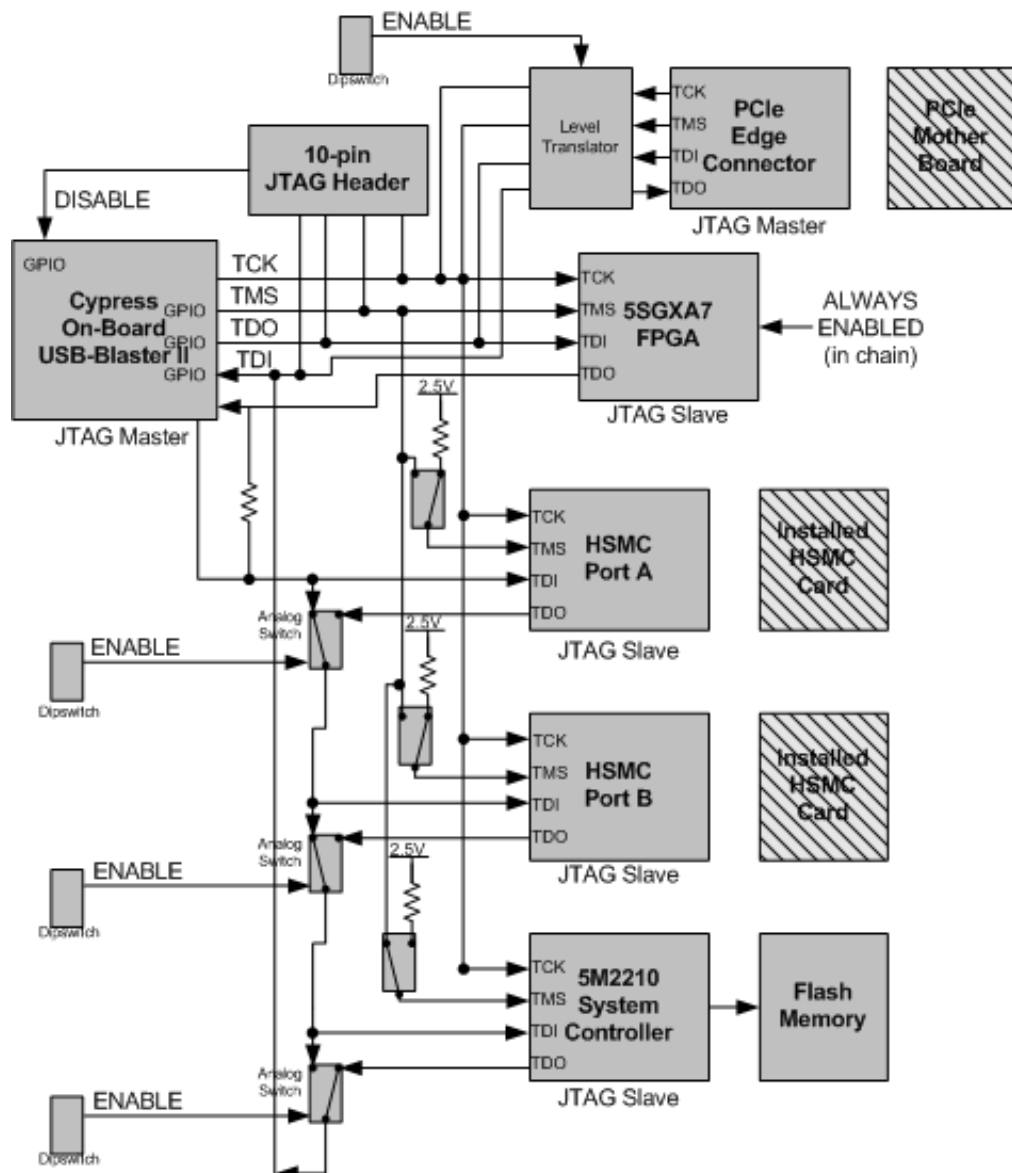 ENABLE
Dipswitch
Level
Translator
TCK
TMS
TDI
TDO
PCIe
Edge
Connector
JTAG Master
PCIe
Mother
Board
10-pin
JTAG Header
DISABLE
GPIO
Cypress
On-Board
USB-Blaster II
GPIO
GPIO
GPIO
JTAG Master
TCK
TMS
TDO
TDI
TCK
TMS
TDI
TDO
5SGXA7
FPGA
JTAG Slave
ALWAYS
ENABLED
(in chain)
2.5V
TCK
TMS
TDI
TDO
HSMC
Port A
JTAG Slave
Installed
HSMC
Card
Analog
Switch
ENABLE
Dipswitch
2.5V
TCK
TMS
TDI
TDO
HSMC
Port B
JTAG Slave
Installed
HSMC
Card
Analog
Switch
ENABLE
Dipswitch
2.5V
TCK
TMS
TDI
TDO
5M2210
System
Controller
JTAG Slave
Flash
Memory
Analog
Switch
ENABLE
Dipswitch